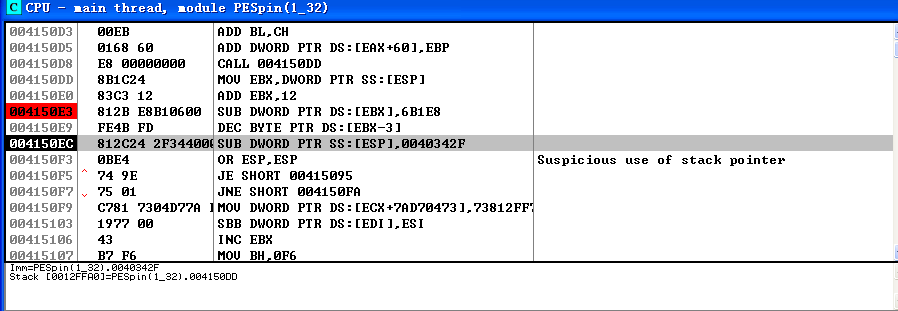 C CPU - main thread, module PESpin(1_32)
004150D3 00EB ADD BL,CH
004150D5 0168 60 ADD DWORD PTR DS:[EAX+60],EBP
004150D8 E8 00000000 CALL 004150DD
004150DD 8B1C24 MOV EBX,DWORD PTR SS:[ESP]
004150E0 83C3 12 ADD EBX,12
004150E3 812B E8B10600 SUB DWORD PTR DS:[EBX],6B1E8
004150E9 FE4B FD DEC BYTE PTR DS:[EBX-3]
004150EC 812C24 2F34400 SUB DWORD PTR SS:[ESP],0040342F
004150F3 0BE4 OR ESP,ESP Suspicious use of stack pointer
004150F5 ^ 74 9E JE SHORT 00415095
004150F7 v 75 01 JNE SHORT 004150FA
004150F9 C781 7304D77A MOV DWORD PTR DS:[ECX+7AD70473],73812FF7
00415103 1977 00 SBB DWORD PTR DS:[EDI],ESI
00415106 43 INC EBX
00415107 B7 F6 MOV BH,0F6
Imm=PESpin(1_32).0040342F
Stack [0012FFA0]=PESpin(1_32).004150DD